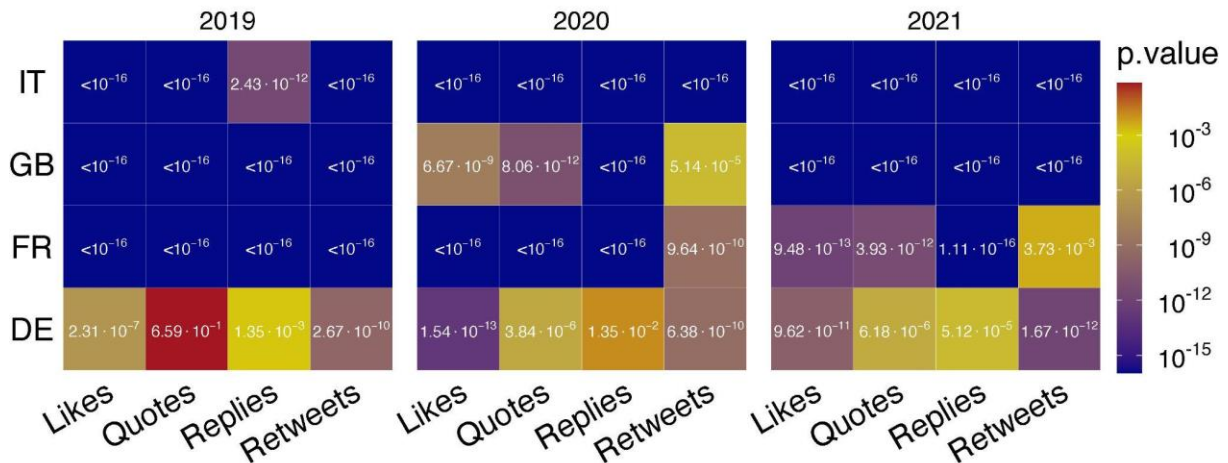 2019 2020 2021
p.value
IT <10⁻¹⁶ <10⁻¹⁶ 2.43 · 10⁻¹² <10⁻¹⁶ <10⁻¹⁶ <10⁻¹⁶ <10⁻¹⁶ <10⁻¹⁶ <10⁻¹⁶ <10⁻¹⁶ <10⁻¹⁶ <10⁻¹⁶
GB <10⁻¹⁶ <10⁻¹⁶ <10⁻¹⁶ <10⁻¹⁶ 6.67 · 10⁻⁹ 8.06 · 10⁻¹² <10⁻¹⁶ 5.14 · 10⁻⁵ <10⁻¹⁶ <10⁻¹⁶ <10⁻¹⁶ <10⁻¹⁶
FR <10⁻¹⁶ <10⁻¹⁶ <10⁻¹⁶ <10⁻¹⁶ <10⁻¹⁶ <10⁻¹⁶ <10⁻¹⁶ 9.64 · 10⁻¹⁰ 9.48 · 10⁻¹³ 3.93 · 10⁻¹² 1.11 · 10⁻¹⁶ 3.73 · 10⁻³
DE 2.31 · 10⁻⁷ 6.59 · 10⁻¹ 1.35 · 10⁻³ 2.67 · 10⁻¹⁰ 1.54 · 10⁻¹³ 3.84 · 10⁻⁶ 1.35 · 10⁻² 6.38 · 10⁻¹⁰ 9.62 · 10⁻¹¹ 6.18 · 10⁻⁶ 5.12 · 10⁻⁵ 1.67 · 10⁻¹²
Likes Quotes Replies Retweets Likes Quotes Replies Retweets Likes Quotes Replies Retweets
10⁻³
10⁻⁶
10⁻⁹
10⁻¹²
10⁻¹⁵